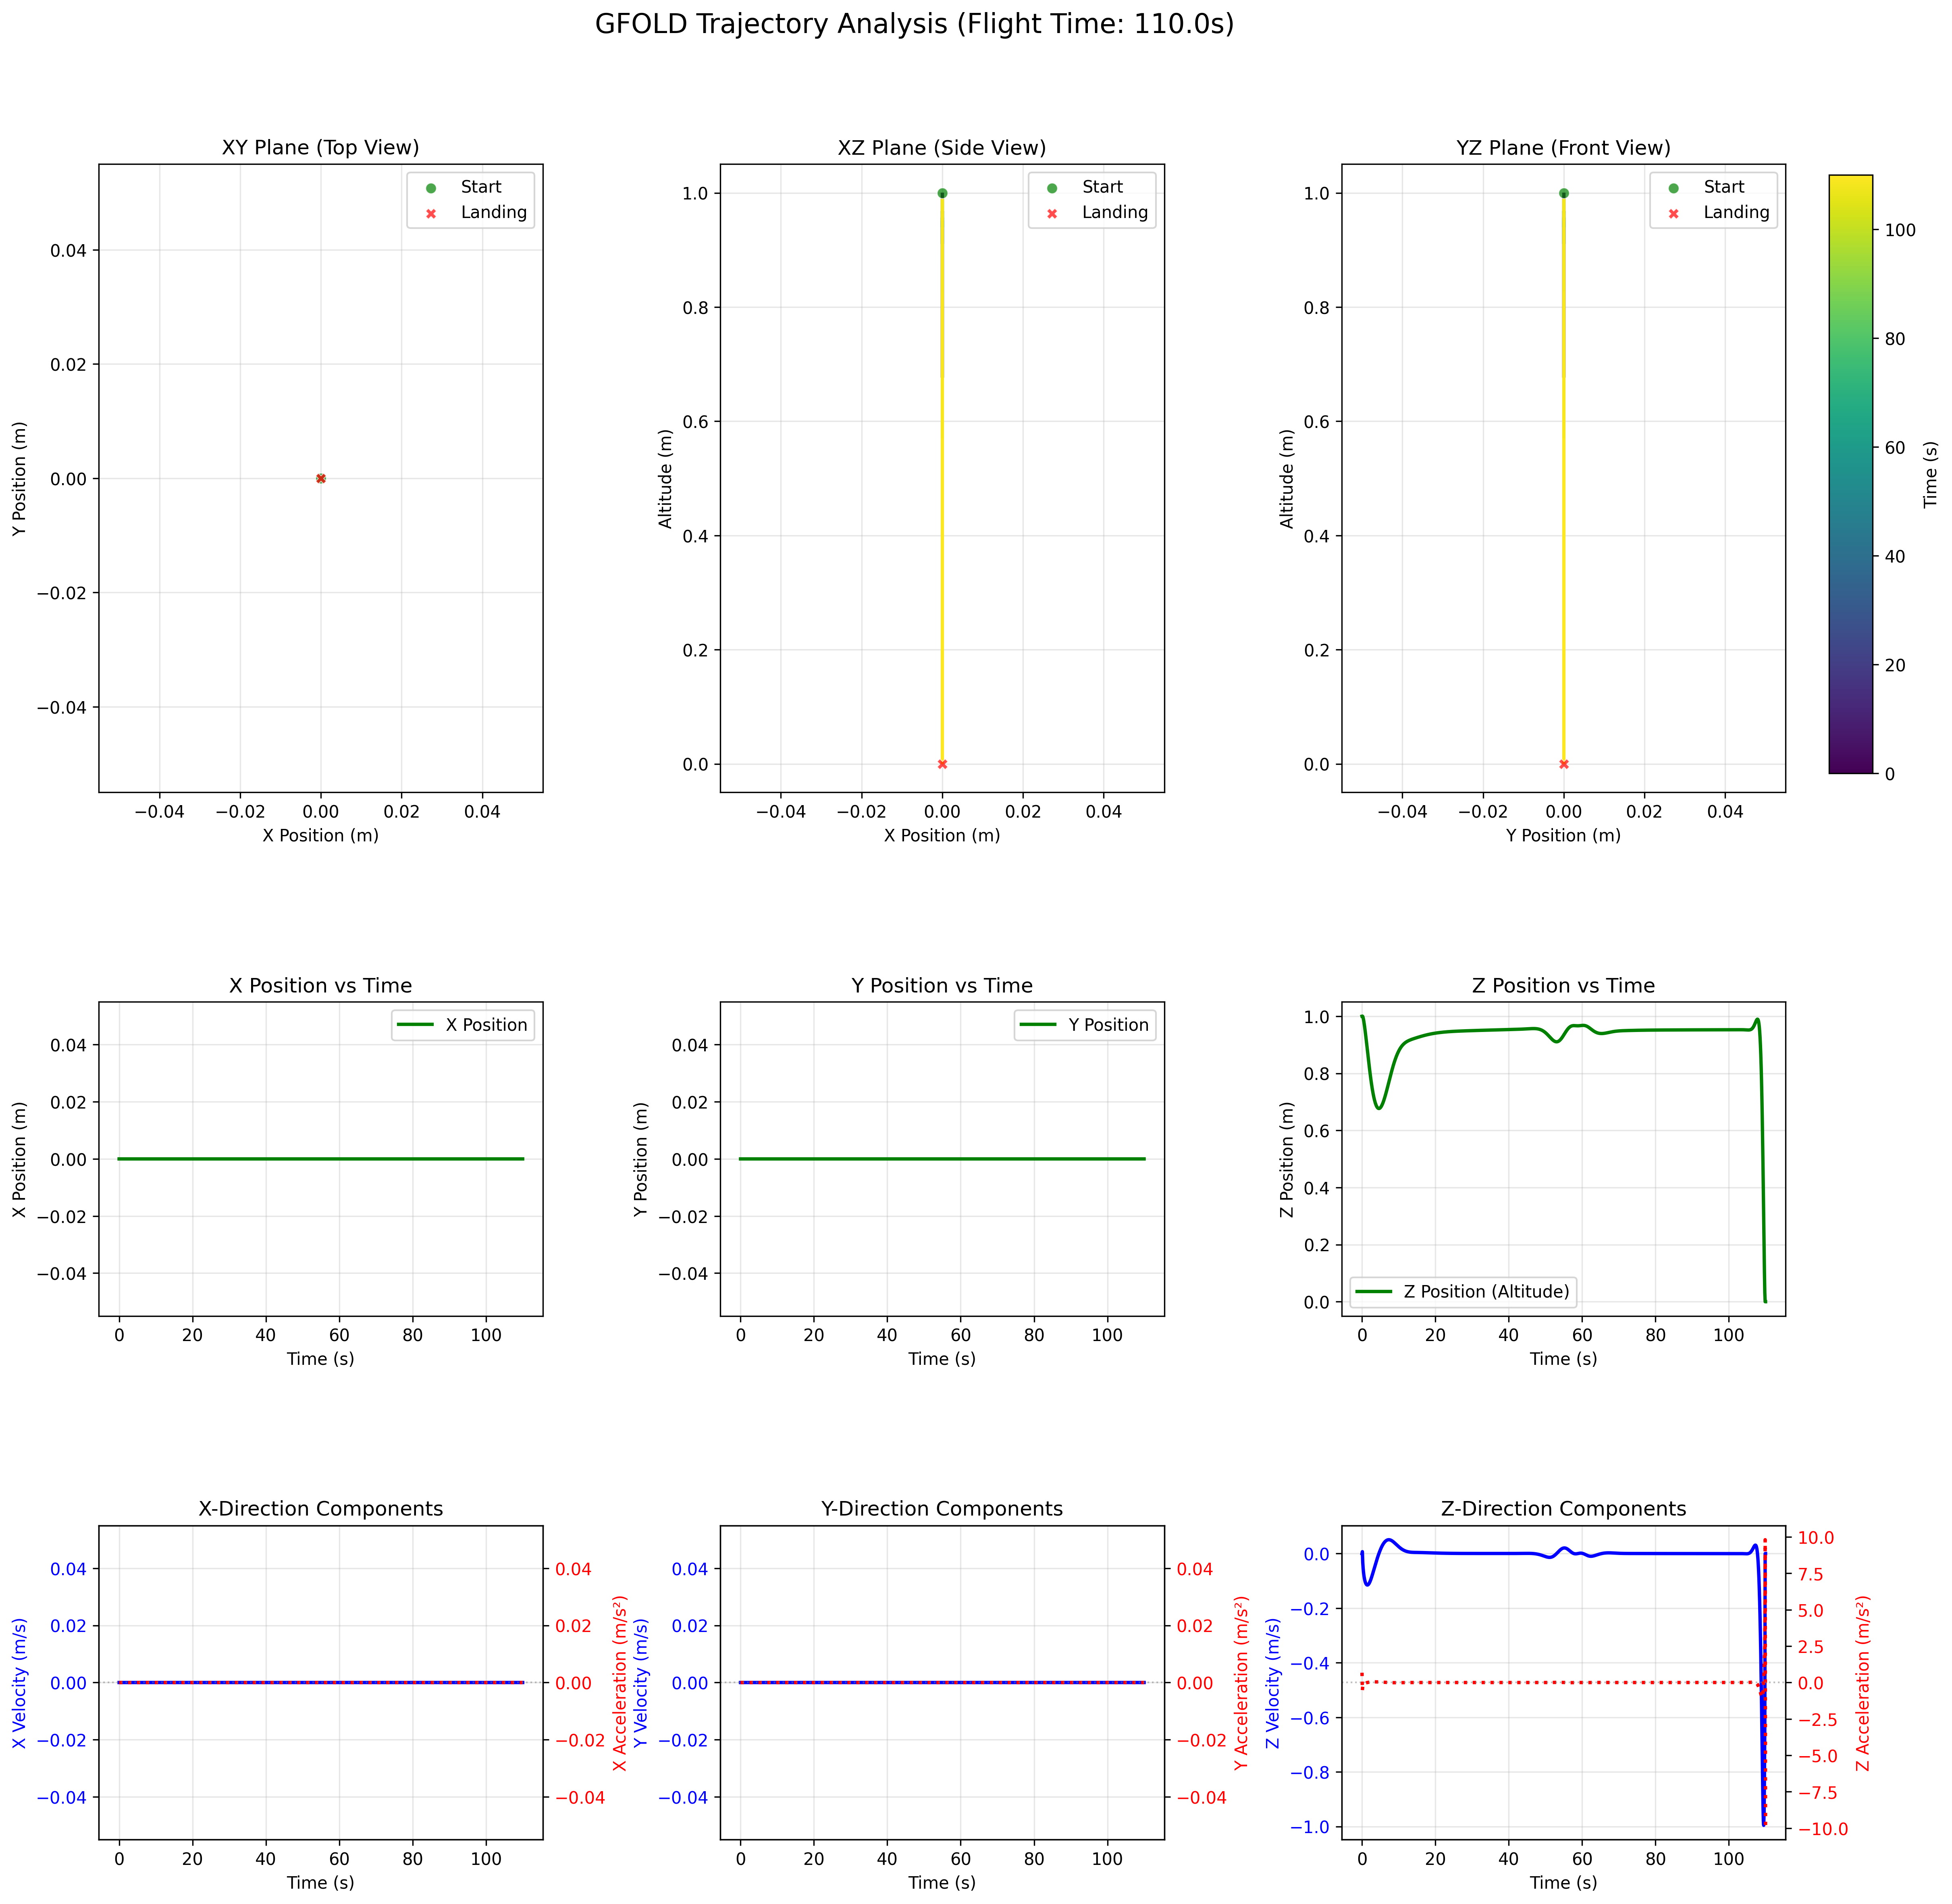 GFOLD Trajectory Analysis (Flight Time: 110.0s)
XY Plane (Top View)
Start
Landing
0.04
0.02
0.00
−0.02
−0.04
Y Position (m)
−0.04 −0.02 0.00 0.02 0.04
X Position (m)
XZ Plane (Side View)
Start
Landing
1.0
0.8
0.6
0.4
0.2
0.0
Altitude (m)
−0.04 −0.02 0.00 0.02 0.04
X Position (m)
YZ Plane (Front View)
Start
Landing
1.0
0.8
0.6
0.4
0.2
0.0
Altitude (m)
−0.04 −0.02 0.00 0.02 0.04
Y Position (m)
100
80
60
40
20
0
Time (s)
X Position vs Time
X Position
0.04
0.02
0.00
−0.02
−0.04
X Position (m)
0 20 40 60 80 100
Time (s)
Y Position vs Time
Y Position
0.04
0.02
0.00
−0.02
−0.04
Y Position (m)
0 20 40 60 80 100
Time (s)
Z Position vs Time
1.0
0.8
0.6
0.4
0.2
0.0
Z Position (m)
Z Position (Altitude)
0 20 40 60 80 100
Time (s)
X-Direction Components
0.04
0.02
0.00
−0.02
−0.04
X Velocity (m/s)
0.04
0.02
0.00
−0.02
−0.04
X Acceleration (m/s²)
0 20 40 60 80 100
Time (s)
Y-Direction Components
0.04
0.02
0.00
−0.02
−0.04
Y Velocity (m/s)
0.04
0.02
0.00
−0.02
−0.04
Y Acceleration (m/s²)
0 20 40 60 80 100
Time (s)
Z-Direction Components
0.0
−0.2
−0.4
−0.6
−0.8
−1.0
Z Velocity (m/s)
10.0
7.5
5.0
2.5
0.0
−2.5
−5.0
−7.5
−10.0
Z Acceleration (m/s²)
0 20 40 60 80 100
Time (s)